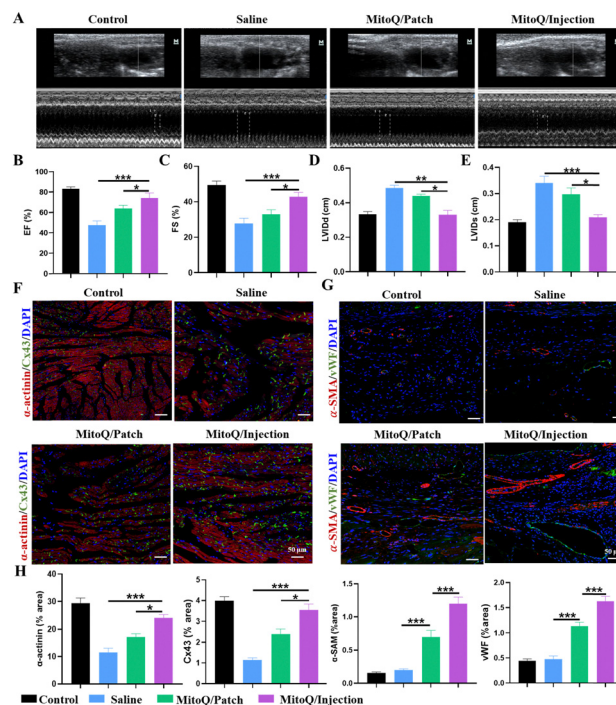 A
Control
Saline
MitoQ/Patch
MitoQ/Injection
M
M
M
M
B
C
D
E
EF (%)
100
80
60
40
20
0
***
*
FS (%)
60
40
20
0
***
*
LVIDd (cm)
0.6
0.4
0.2
0.0
**
*
LVIDs (cm)
0.4
0.3
0.2
0.1
0.0
***
*
F
Control
Saline
α-actinin/Cx43/DAPI
MitoQ/Patch
MitoQ/Injection
α-actinin/Cx43/DAPI
50 μm
G
Control
Saline
α-SMA/vWF/DAPI
MitoQ/Patch
MitoQ/Injection
α-SMA/vWF/DAPI
50 μm
H
α-actinin (% area)
40
30
20
10
0
***
*
Cx43 (% area)
5
4
3
2
1
0
***
*
α-SAM (%area)
1.5
1.0
0.5
0.0
***
***
vWF (%area)
2.0
1.5
1.0
0.5
0.0
***
***
Control
Saline
MitoQ/Patch
MitoQ/Injection